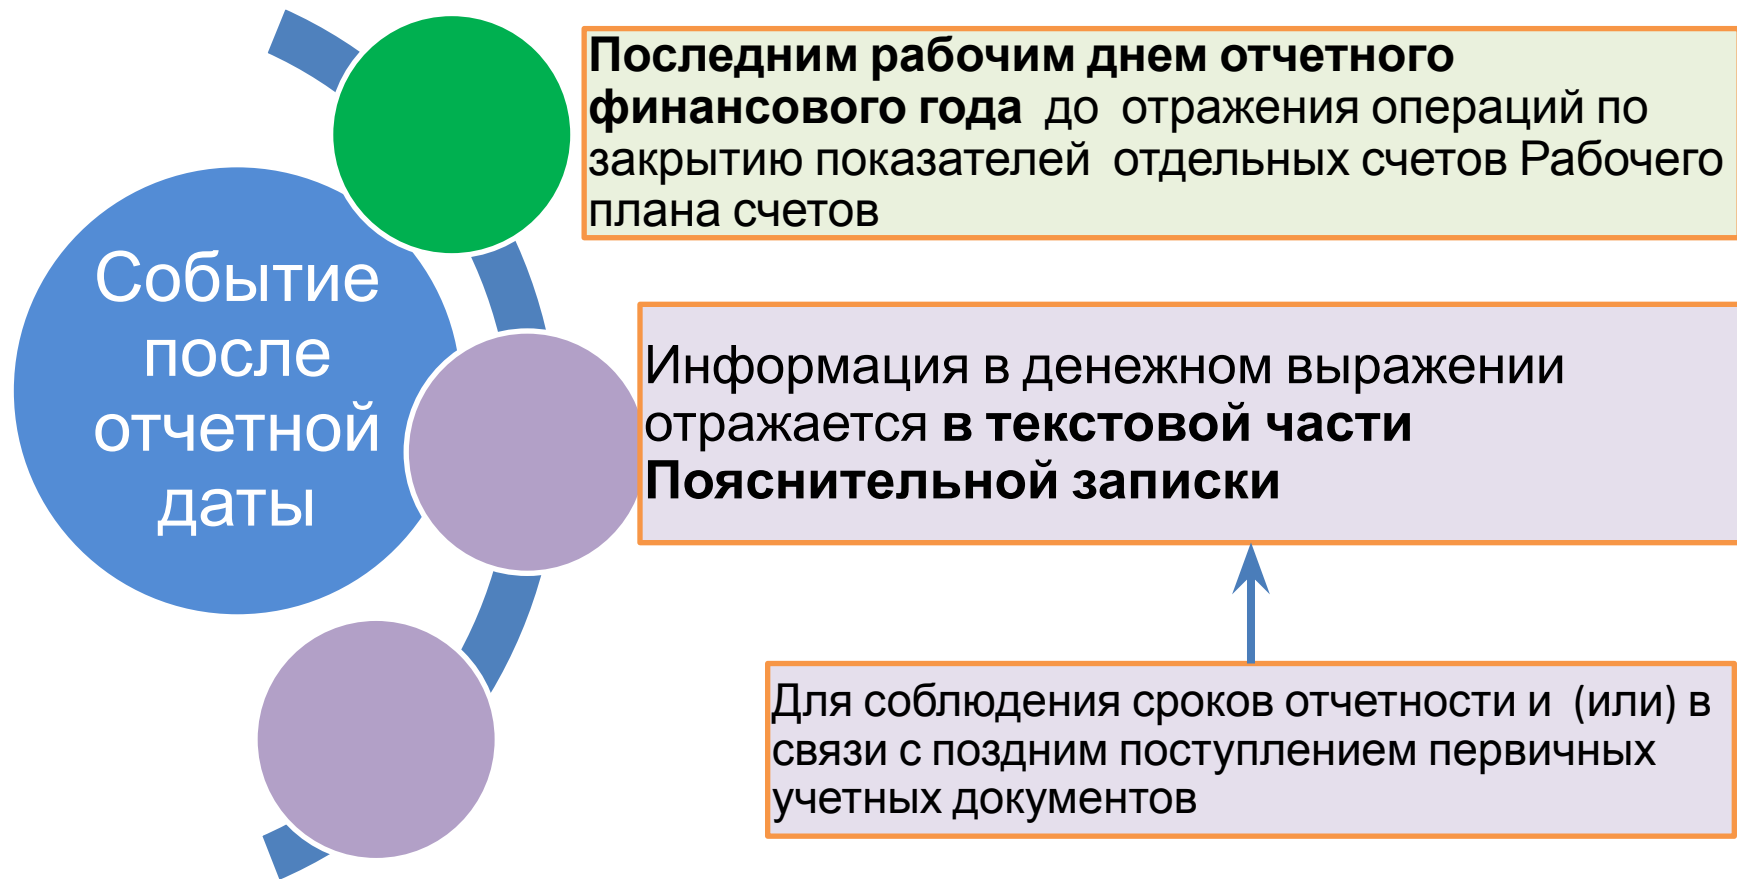 Событие
после
отчетной
даты
Последним рабочим днем отчетного
финансового года до отражения операций по
закрытию показателей отдельных счетов Рабочего
плана счетов
Информация в денежном выражении
отражается в текстовой части
Пояснительной записки
Для соблюдения сроков отчетности и (или) в
связи с поздним поступлением первичных
учетных документов